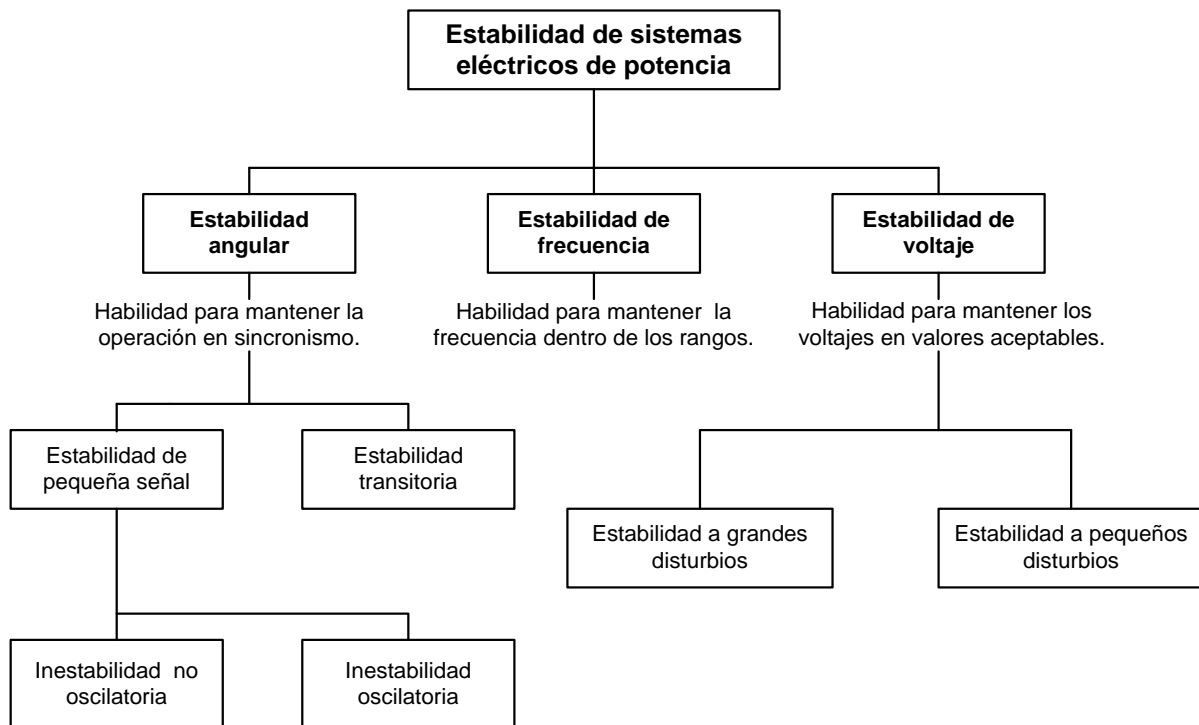 Estabilidad de sistemas
eléctricos de potencia
Estabilidad
angular
Estabilidad de
frecuencia
Estabilidad de
voltaje
Habilidad para mantener la
operación en sincronismo.
Habilidad para mantener  la
frecuencia dentro de los rangos.
Habilidad para mantener los
voltajes en valores aceptables.
Estabilidad de
pequeña señal
Estabilidad
transitoria
Estabilidad a grandes
disturbios
Estabilidad a pequeños
disturbios
Inestabilidad  no
oscilatoria
Inestabilidad
oscilatoria